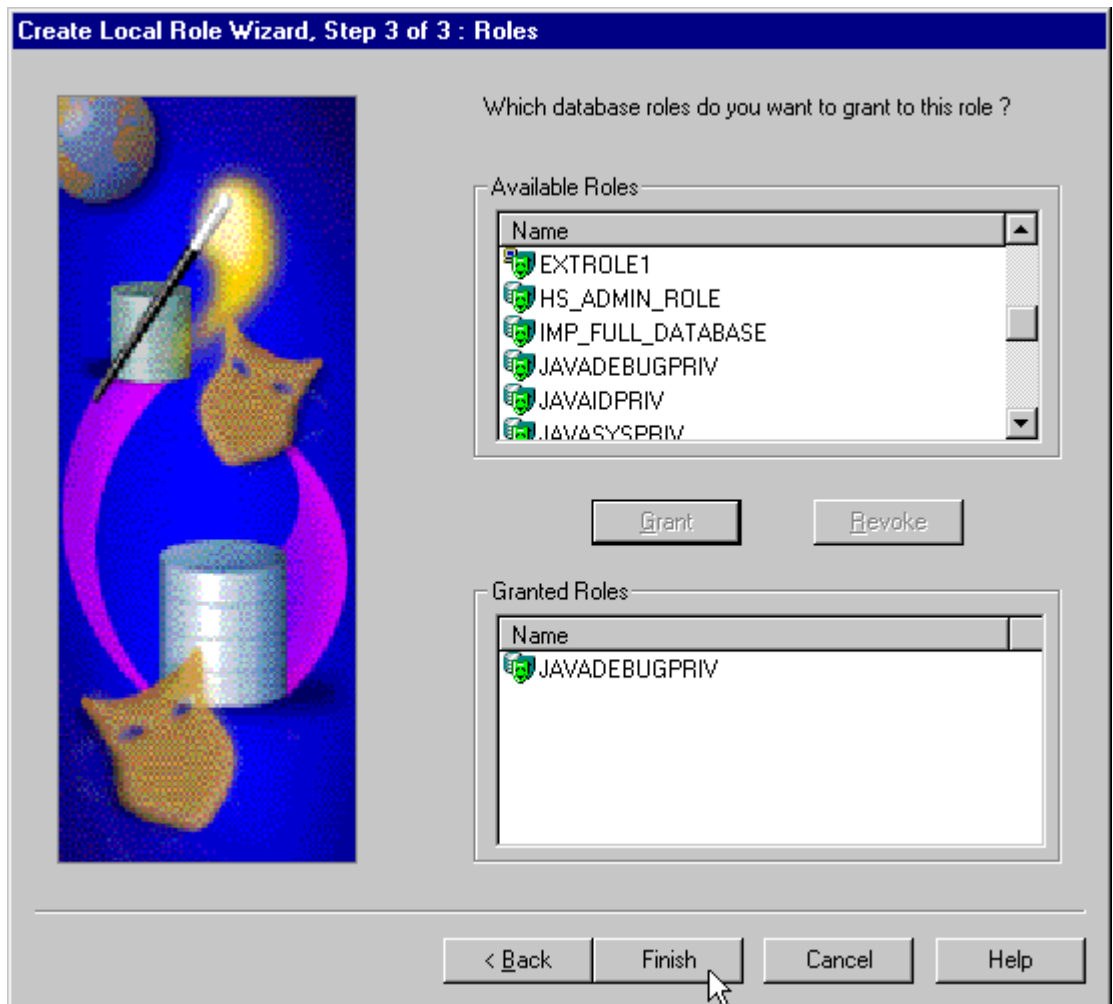 Create Local Role Wizard, Step 3 of 3 : Roles
Which database roles do you want to grant to this role ?
Available Roles
Name
EXTROLE1
HS_ADMIN_ROLE
IMP_FULL_DATABASE
JAVADEBUGPRIV
JAVAIDPRIV
JAVASYSPRIV
Grant Revoke
Granted Roles
Name
JAVADEBUGPRIV
< Back Finish Cancel Help